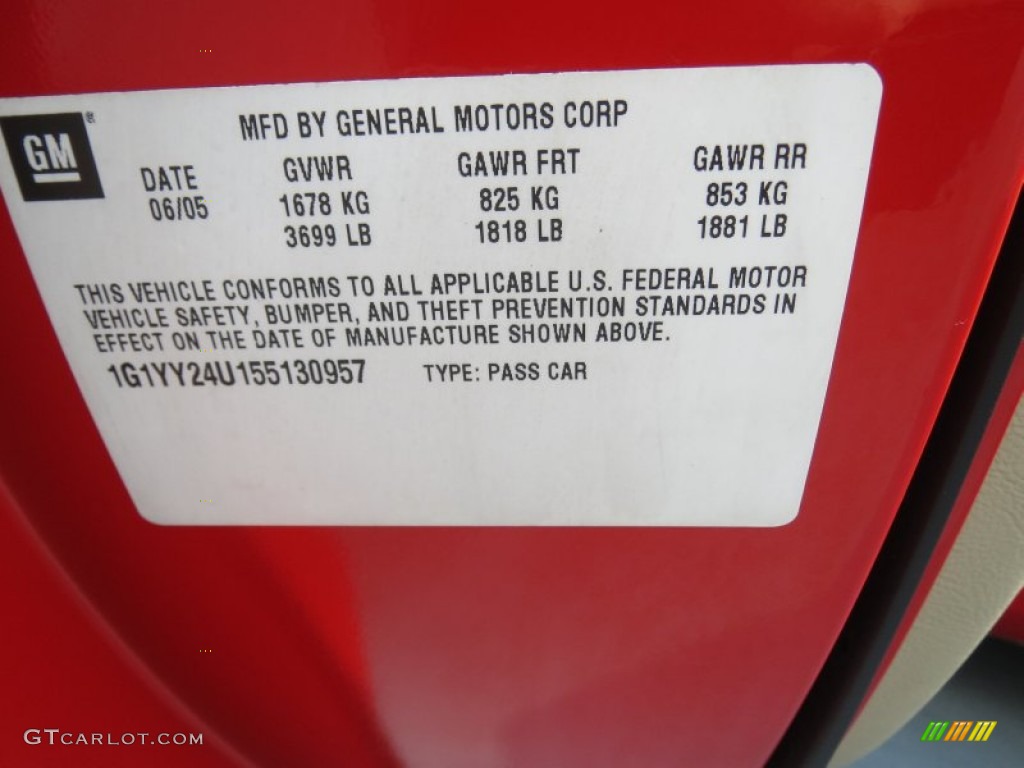 GM®
MFD BY GENERAL MOTORS CORP
DATE GVWR GAWR FRT GAWR RR
06/05 1678 KG 825 KG 853 KG
3699 LB 1818 LB 1881 LB
THIS VEHICLE CONFORMS TO ALL APPLICABLE U.S. FEDERAL MOTOR
VEHICLE SAFETY, BUMPER, AND THEFT PREVENTION STANDARDS IN
EFFECT ON THE DATE OF MANUFACTURE SHOWN ABOVE.
1G1YY24U155130957 TYPE: PASS CAR
GTCARLOT.COM